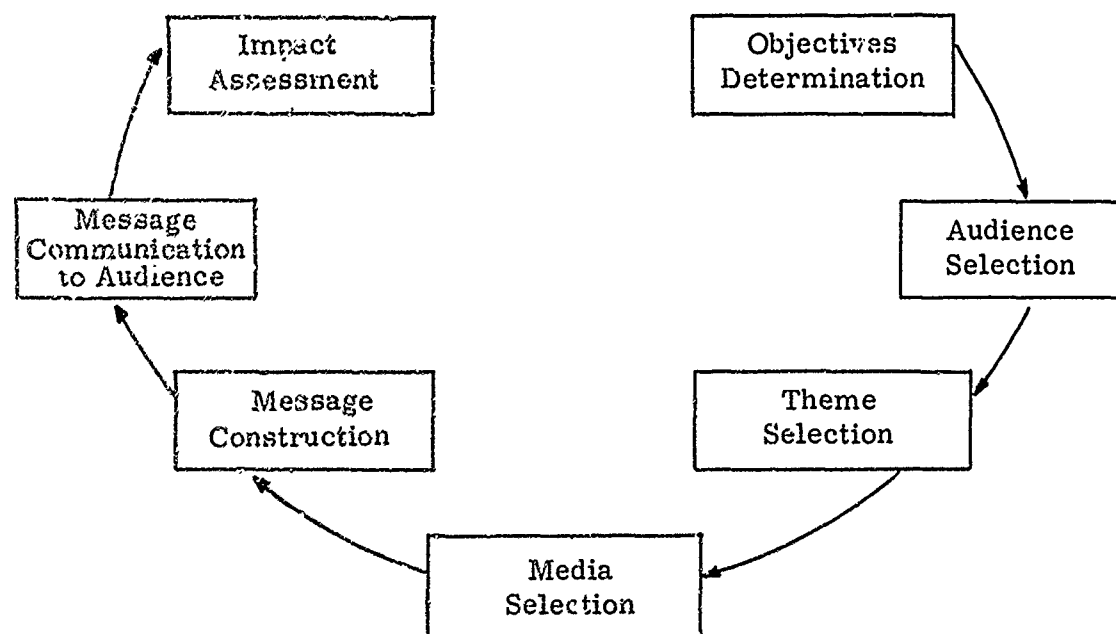 Impact
Assessment
Objectives
Determination
Message
Communication
to Audience
Audience
Selection
Message
Construction
Theme
Selection
Media
Selection